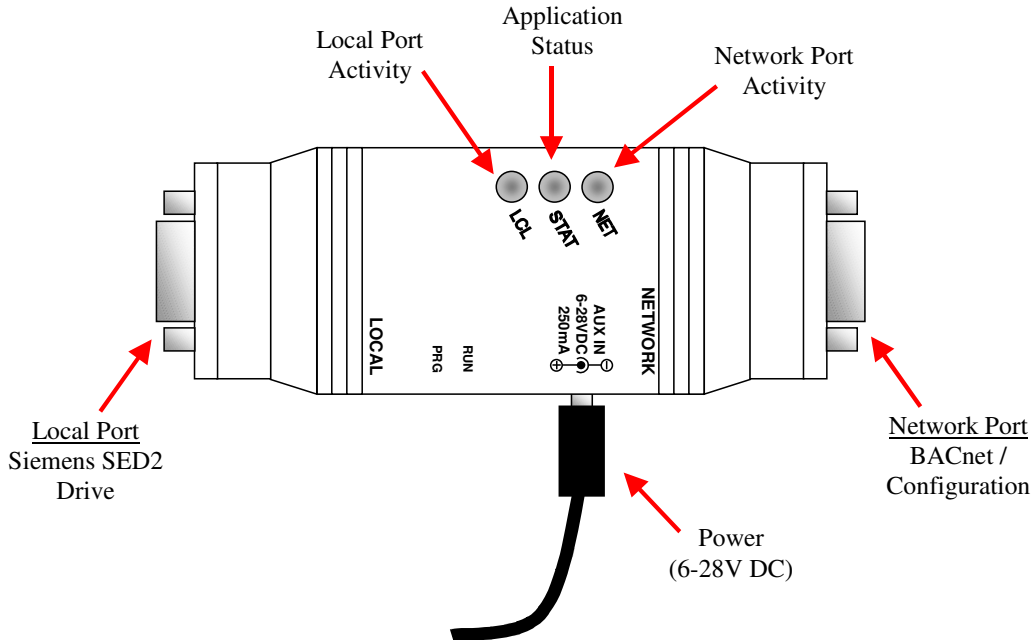 Application
Status
Local Port
Activity
Network Port
Activity
LCL
STAT
NET
LOCAL
PRG
RUN
AUX IN
6-28VDC
250mA
NETWORK
Local Port
Siemens SED2
Drive
Network Port
BACnet /
Configuration
Power
(6-28V DC)